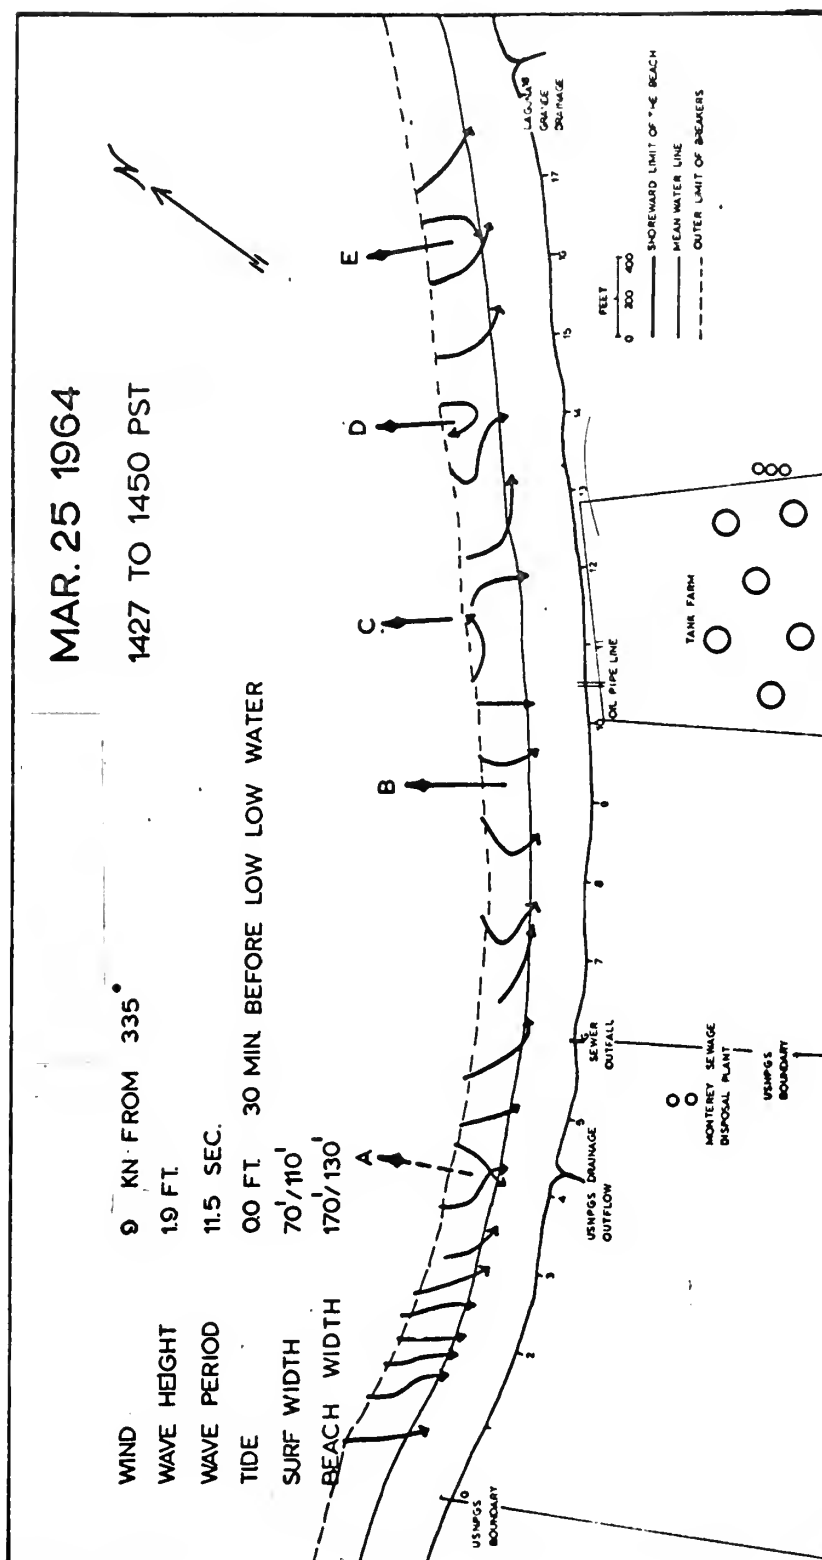 MAR. 25 1964
1427 TO 1450 PST
WIND 9 KN FROM 335°
WAVE HEIGHT 1.9 FT.
WAVE PERIOD 11.5 SEC.
TIDE 0.0 FT. 30 MIN. BEFORE LOW LOW WATER
SURF WIDTH 70'/110'
BEACH WIDTH 170'/130'
N
A
B
C
D
E
0
2
3
4
5
6
7
8
9
10
11
12
13
14
15
16
17
USNPGS
BOUNDARY
USNPGS DRAINAGE
OUTFLOW
SEWER
OUTFALL
MONTEREY SEWAGE
DISPOSAL PLANT
USNPGS
BOUNDARY
OIL PIPE LINE
TANK FARM
LAGUNA
GRANDE
DRAINAGE
FEET
0 200 400
SHOREWARD LIMIT OF THE BEACH
MEAN WATER LINE
OUTER LIMIT OF BREAKERS